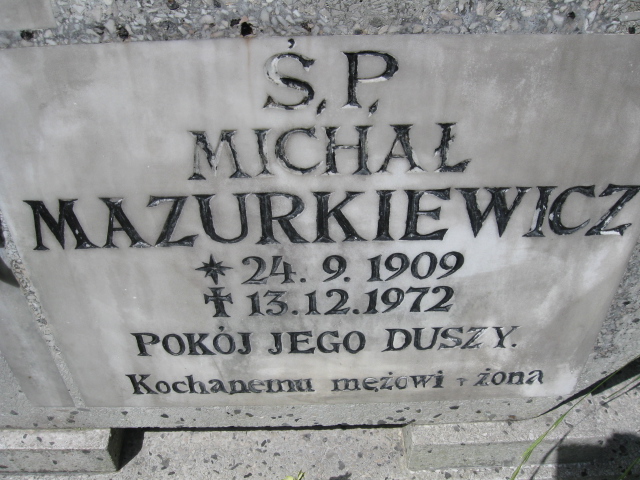 Ś.P.
MICHAŁ
MAZURKIEWICZ
* 24. 9. 1909
✝ 13.12.1972
POKÓJ JEGO DUSZY.
Kochanemu mężowi - żona